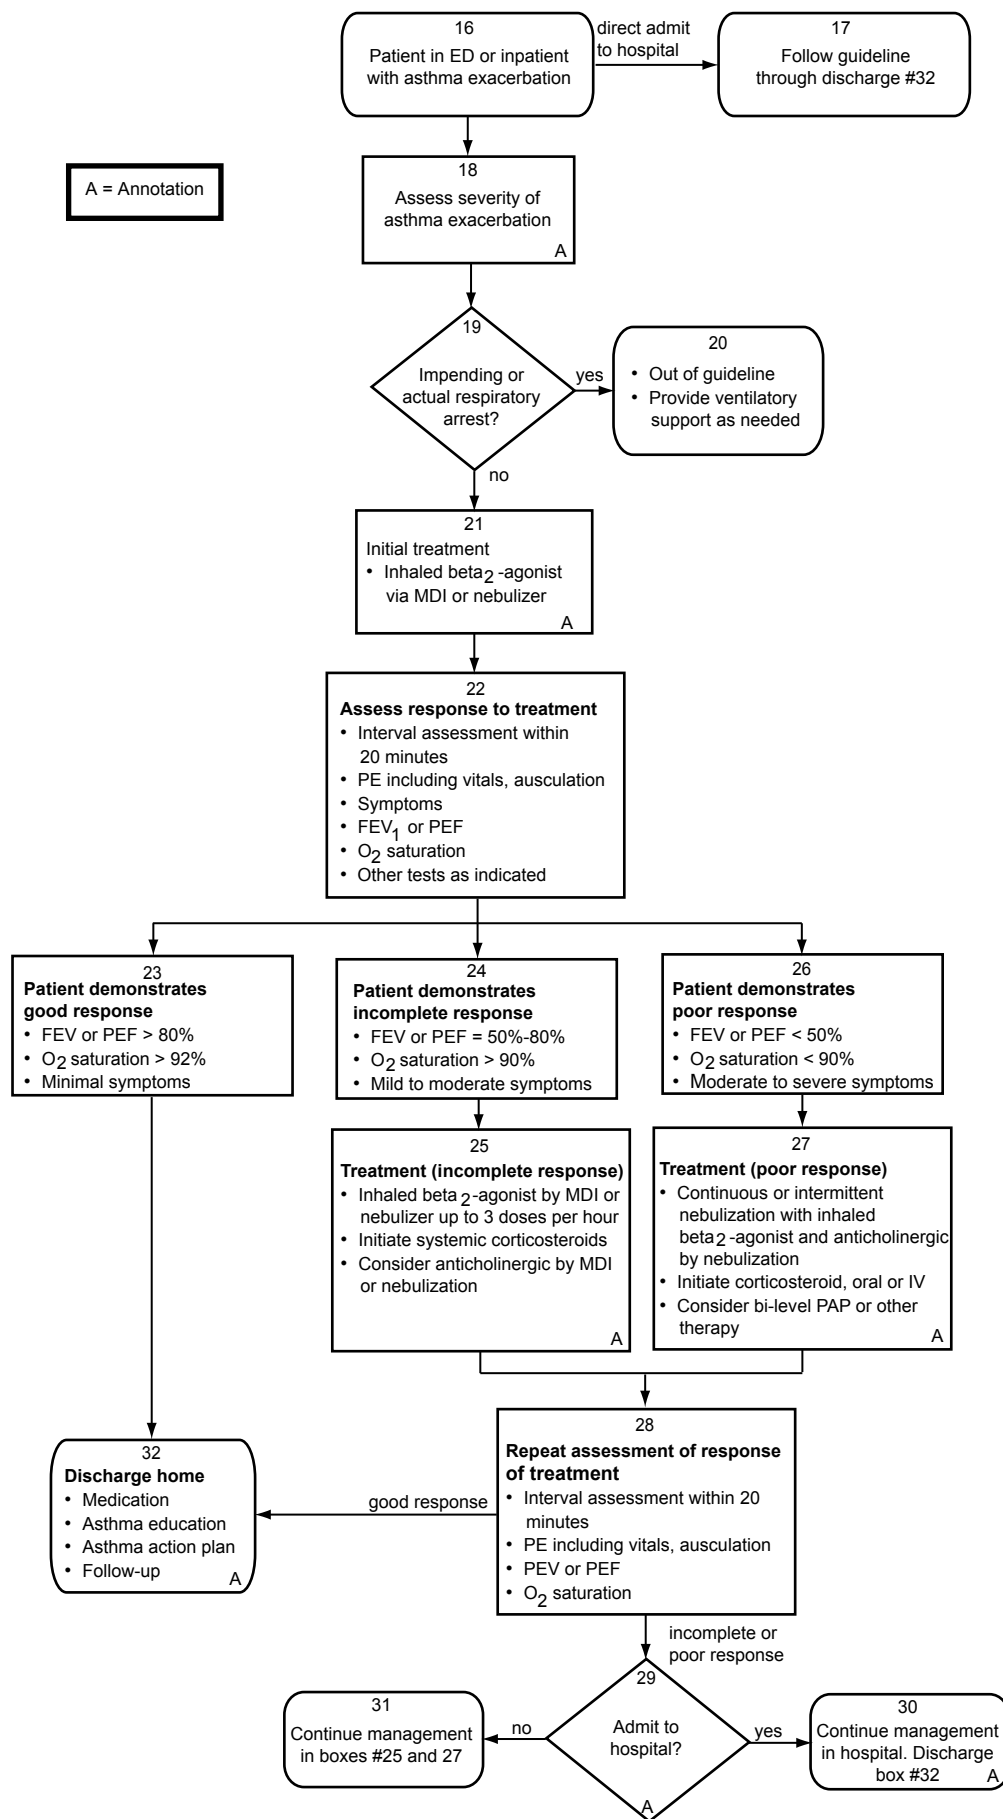 16
Patient in ED or inpatient
with asthma exacerbation
direct admit
to hospital
17
Follow guideline
through discharge #32
A = Annotation
18
Assess severity of
asthma exacerbation
A
19
Impending or
actual respiratory
arrest?
yes
20
• Out of guideline
• Provide ventilatory
support as needed
no
21
Initial treatment
• Inhaled beta2-agonist
via MDI or nebulizer
A
22
Assess response to treatment
• Interval assessment within
20 minutes
• PE including vitals, ausculation
• Symptoms
• FEV1 or PEF
• O2 saturation
• Other tests as indicated
23
Patient demonstrates
good response
• FEV or PEF > 80%
• O2 saturation > 92%
• Minimal symptoms
24
Patient demonstrates
incomplete response
• FEV or PEF = 50%-80%
• O2 saturation > 90%
• Mild to moderate symptoms
26
Patient demonstrates
poor response
• FEV or PEF < 50%
• O2 saturation < 90%
• Moderate to severe symptoms
25
Treatment (incomplete response)
• Inhaled beta2-agonist by MDI or
nebulizer up to 3 doses per hour
• Initiate systemic corticosteroids
• Consider anticholinergic by MDI
or nebulization
A
27
Treatment (poor response)
• Continuous or intermittent
nebulization with inhaled
beta2-agonist and anticholinergic
by nebulization
• Initiate corticosteroid, oral or IV
• Consider bi-level PAP or other
therapy
A
28
Repeat assessment of response
of treatment
• Interval assessment within 20
minutes
• PE including vitals, ausculation
• PEV or PEF
• O2 saturation
good response
32
Discharge home
• Medication
• Asthma education
• Asthma action plan
• Follow-up
A
incomplete or
poor response
29
Admit to
hospital?
A
no
31
Continue management
in boxes #25 and 27
yes
30
Continue management
in hospital. Discharge
box #32
A